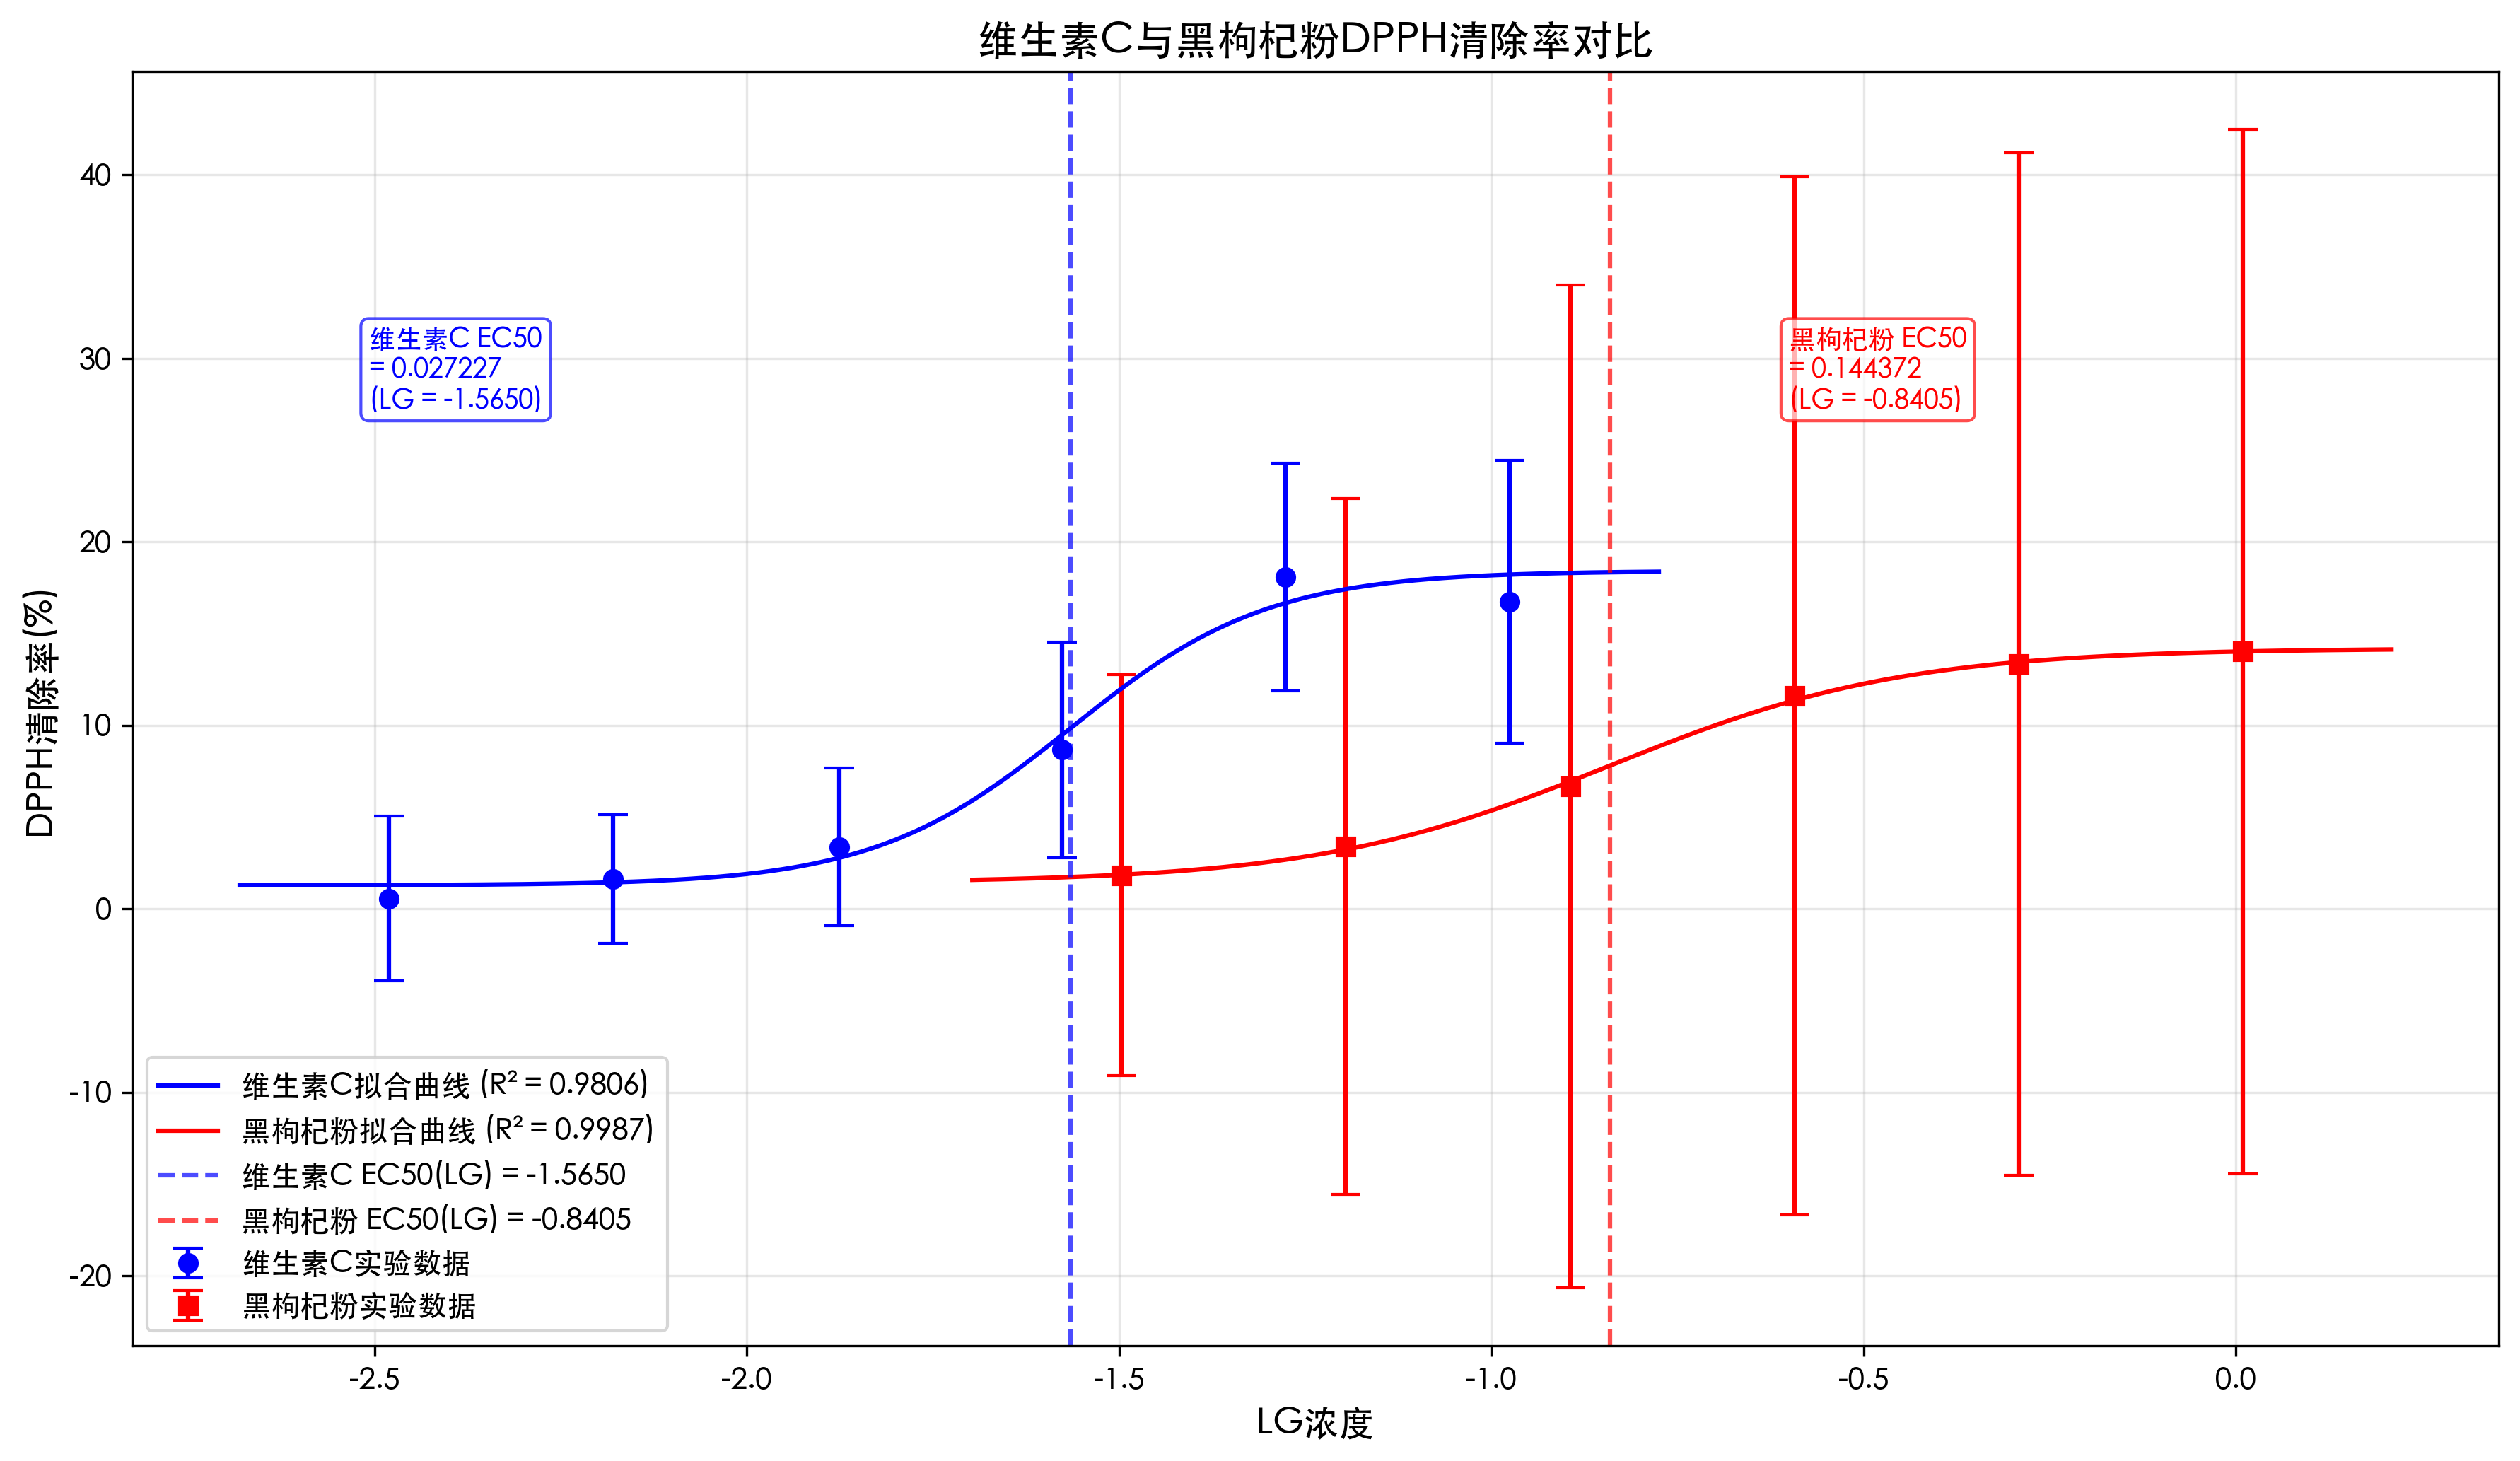 维生素C与黑枸杞粉DPPH清除率对比
DPPH清除率(%)
40
30
20
10
0
-10
-20
维生素C EC50
= 0.027227
(LG = -1.5650)
黑枸杞粉 EC50
= 0.144372
(LG = -0.8405)
维生素C拟合曲线 (R² = 0.9806)
黑枸杞粉拟合曲线 (R² = 0.9987)
维生素C EC50(LG) = -1.5650
黑枸杞粉 EC50(LG) = -0.8405
维生素C实验数据
黑枸杞粉实验数据
-2.5
-2.0
-1.5
-1.0
-0.5
0.0
LG浓度